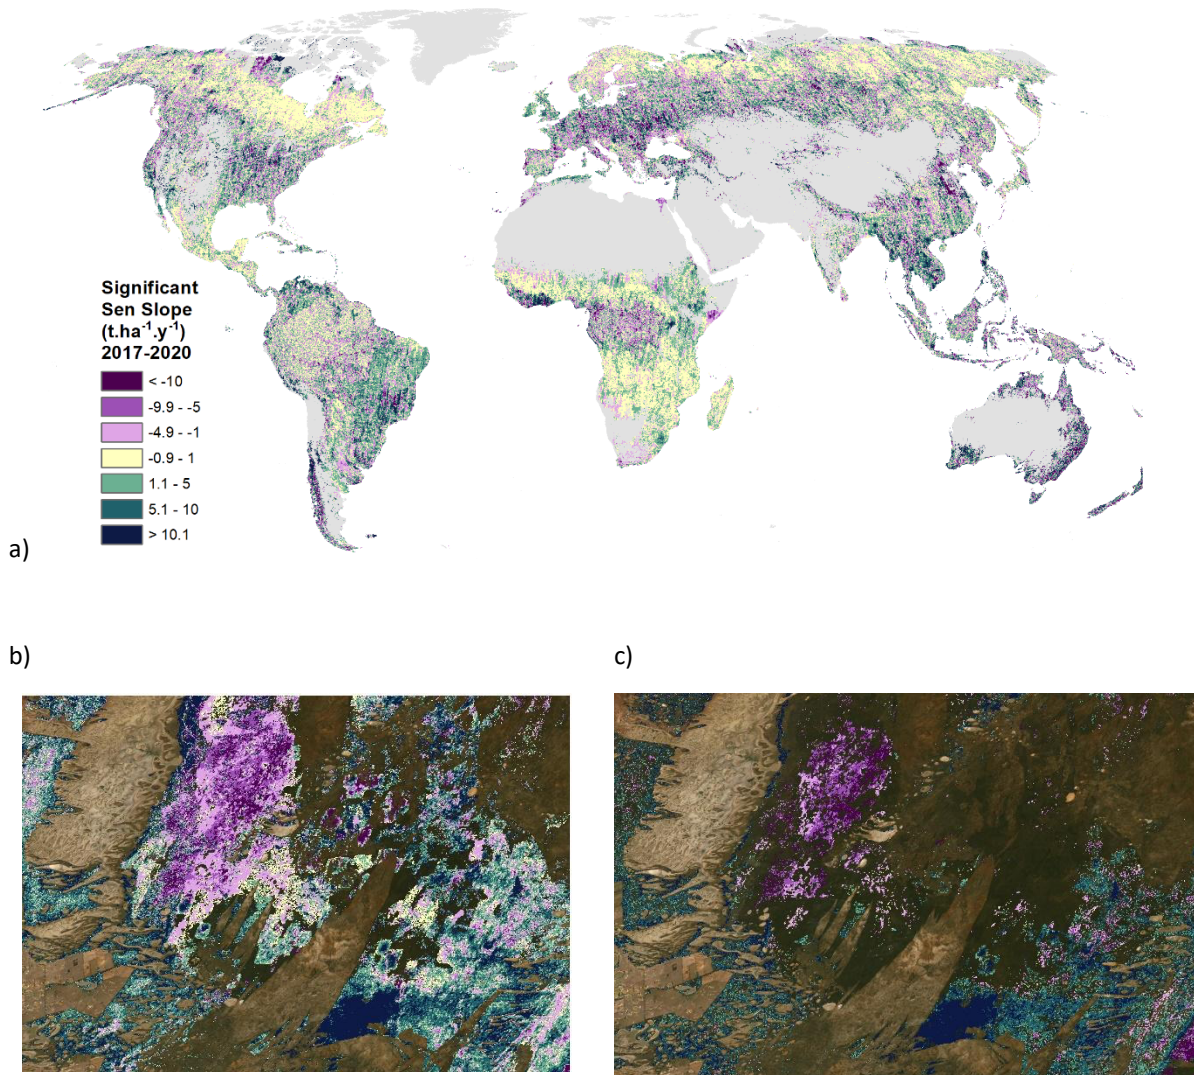 Significant
Sen Slope
(t.ha⁻¹.y⁻¹)
2017-2020
< -10
-9.9 - -5
-4.9 - -1
-0.9 - 1
1.1 - 5
5.1 - 10
> 10.1
a)
b)
c)